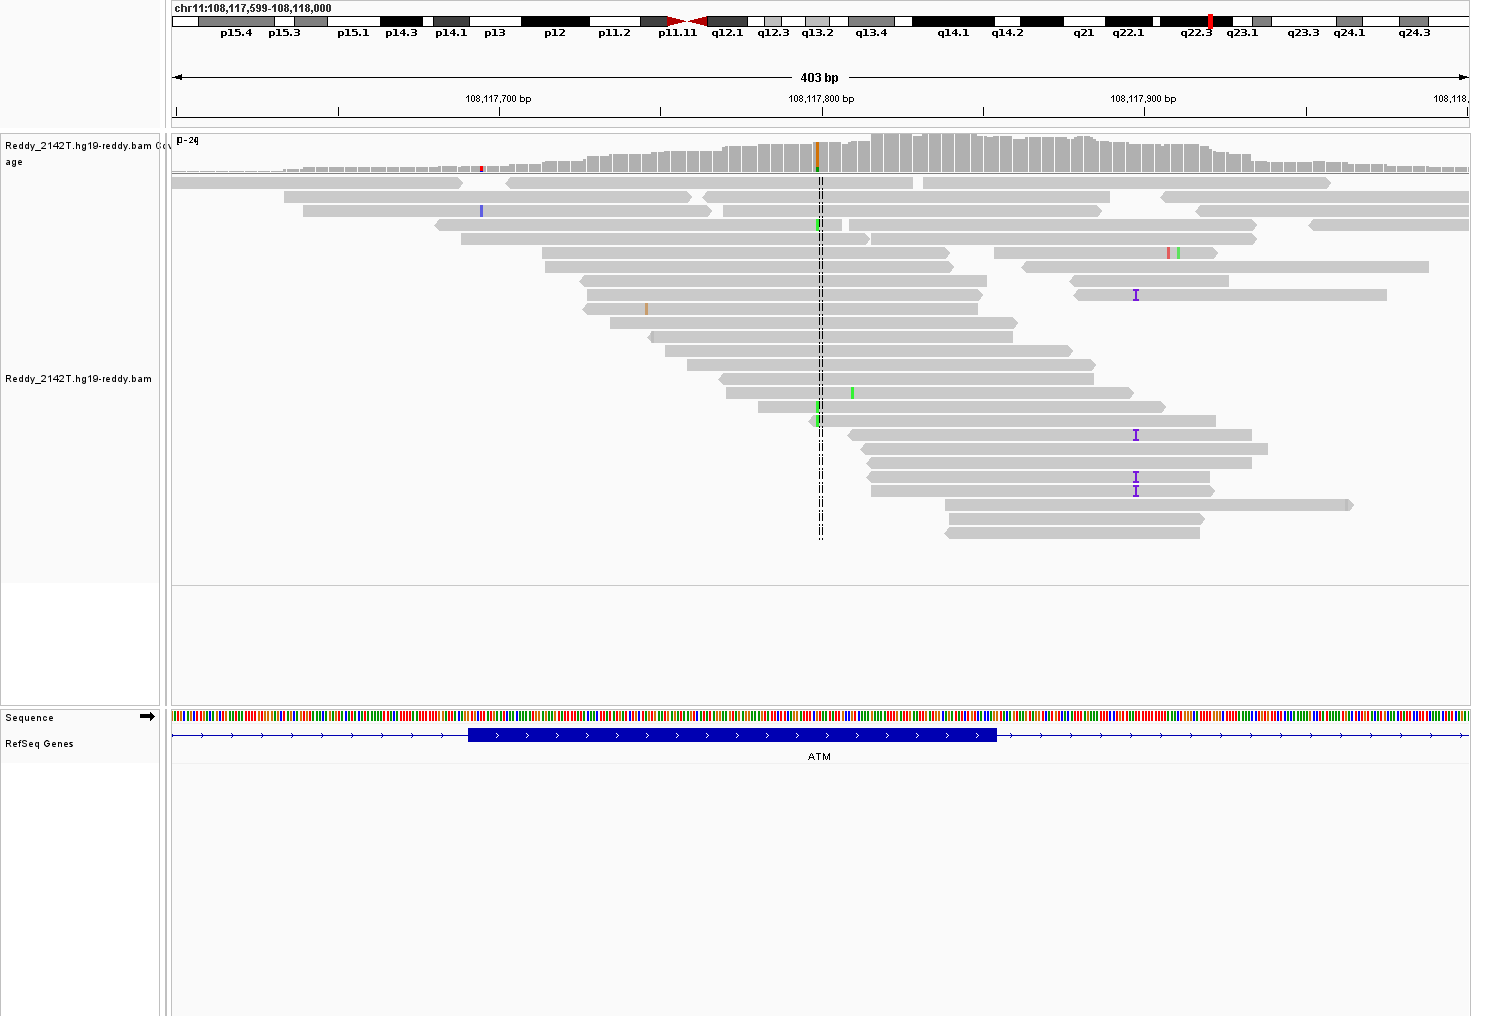 chr11:108,117,599-108,118,000
p15.4 p15.3 p15.1 p14.3 p14.1 p13 p12 p11.2 p11.11 q12.1 q12.3 q13.2 q13.4 q14.1 q14.2 q21 q22.1 q22.3 q23.1 q23.3 q24.1 q24.3
403 bp
108,117,700 bp 108,117,800 bp 108,117,900 bp 108,118,
Reddy_2142T.hg19-reddy.bam Cov
age
[0-24]
Reddy_2142T.hg19-reddy.bam
Sequence
RefSeq Genes
ATM